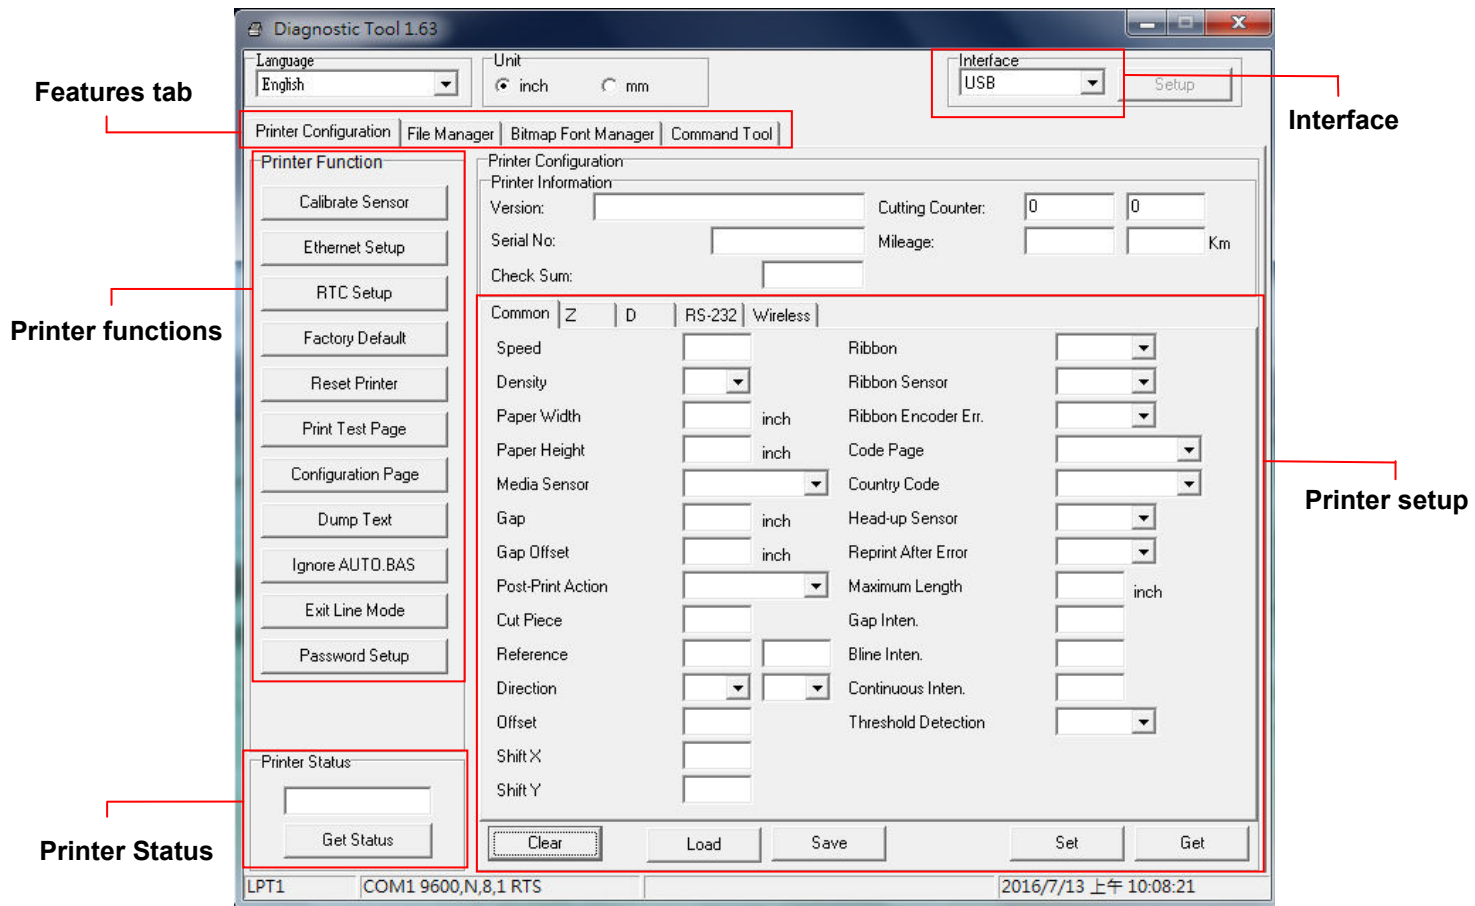 Diagnostic Tool 1.63
Language
English
Unit
inch
mm
Interface
USB
Setup
Features tab
Interface
Printer Configuration
File Manager
Bitmap Font Manager
Command Tool
Printer Function
Calibrate Sensor
Ethernet Setup
RTC Setup
Factory Default
Reset Printer
Print Test Page
Configuration Page
Dump Text
Ignore AUTO.BAS
Exit Line Mode
Password Setup
Printer functions
Printer Configuration
Printer Information
Version:
Cutting Counter: 0 0
Serial No:
Mileage: Km
Check Sum:
Common Z D RS-232 Wireless
Speed
Ribbon
Density
Ribbon Sensor
Paper Width inch
Ribbon Encoder Err.
Paper Height inch
Code Page
Media Sensor
Country Code
Gap inch
Head-up Sensor
Gap Offset inch
Reprint After Error
Post-Print Action
Maximum Length inch
Cut Piece
Gap Inten.
Reference
Bline Inten.
Direction
Continuous Inten.
Offset
Threshold Detection
Shift X
Shift Y
Printer setup
Printer Status
Get Status
Printer Status
Clear
Load
Save
Set
Get
LPT1
COM1 9600,N,8,1 RTS
2016/7/13 上午 10:08:21